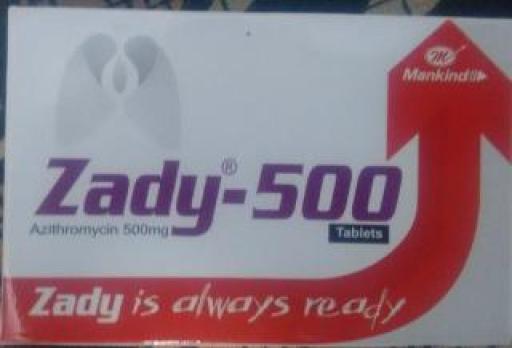 Mankind
Zady®-500
Azithromycin 500mg
Tablets
Zady is always ready